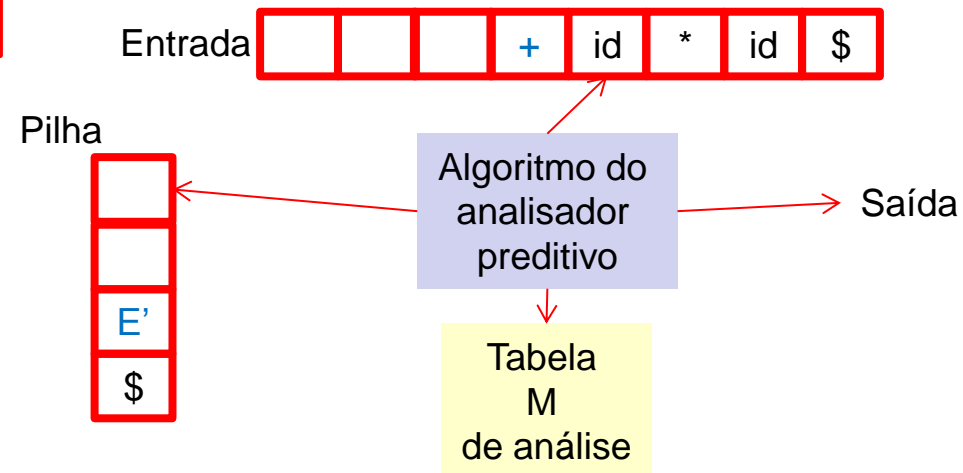 Entrada + id * id $
Pilha
Algoritmo do
analisador
preditivo
Saída
E’
$
Tabela
M
de análise